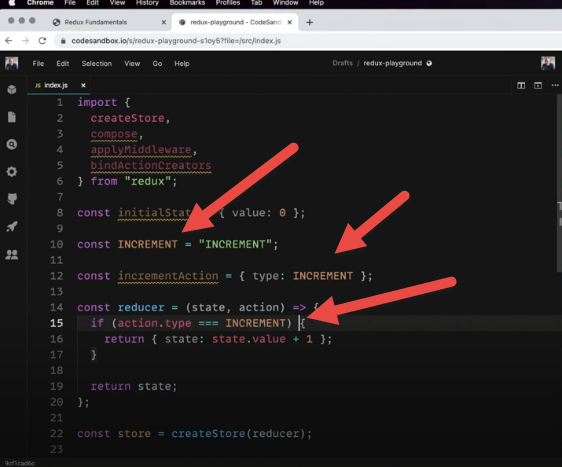 Chrome File Edit View History Bookmarks Profiles Tab Window Help
Redux Fundamentals × redux-playground - CodeSand × +
codesandbox.io/s/redux-playground-s1oy5?file=/src/index.js
File Edit Selection View Go Help Drafts / redux-playground
JS index.js ×
1 import {
2 createStore,
3 compose,
4 applyMiddleware,
5 bindActionCreators
6 } from "redux";
7
8 const initialStat { value: 0 };
9
10 const INCREMENT = "INCREMENT";
11
12 const incrementAction = { type: INCREMENT };
13
14 const reducer = (state, action) => {
15 if (action.type === INCREMENT) {
16 return { state: state.value + 1 };
17 }
18
19 return state;
20 };
21
22 const store = createStore(reducer);
23